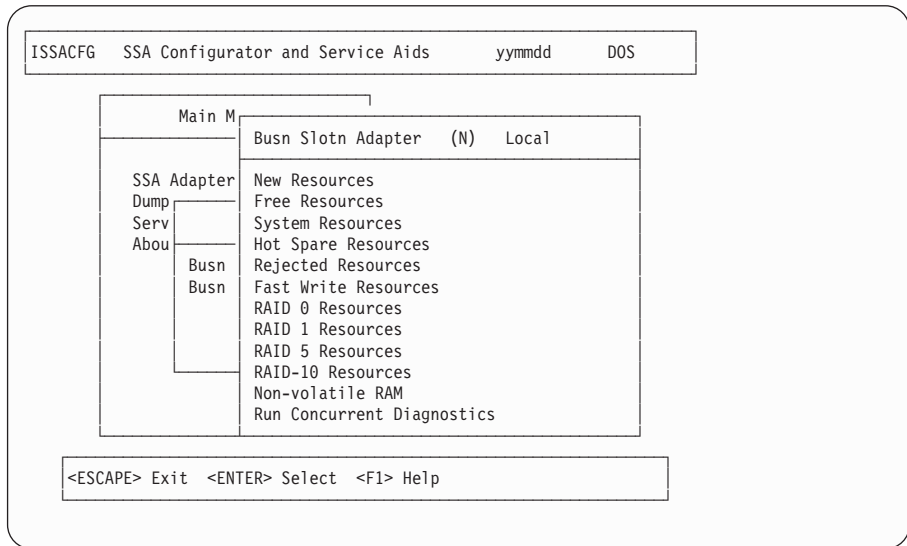 ISSACFG SSA Configurator and Service Aids yymmdd DOS
Main M
Busn Slotn Adapter (N) Local
SSA Adapter New Resources
Dump Free Resources
Serv System Resources
Abou Hot Spare Resources
Busn Rejected Resources
Busn Fast Write Resources
RAID 0 Resources
RAID 1 Resources
RAID 5 Resources
RAID-10 Resources
Non-volatile RAM
Run Concurrent Diagnostics
<ESCAPE> Exit <ENTER> Select <F1> Help